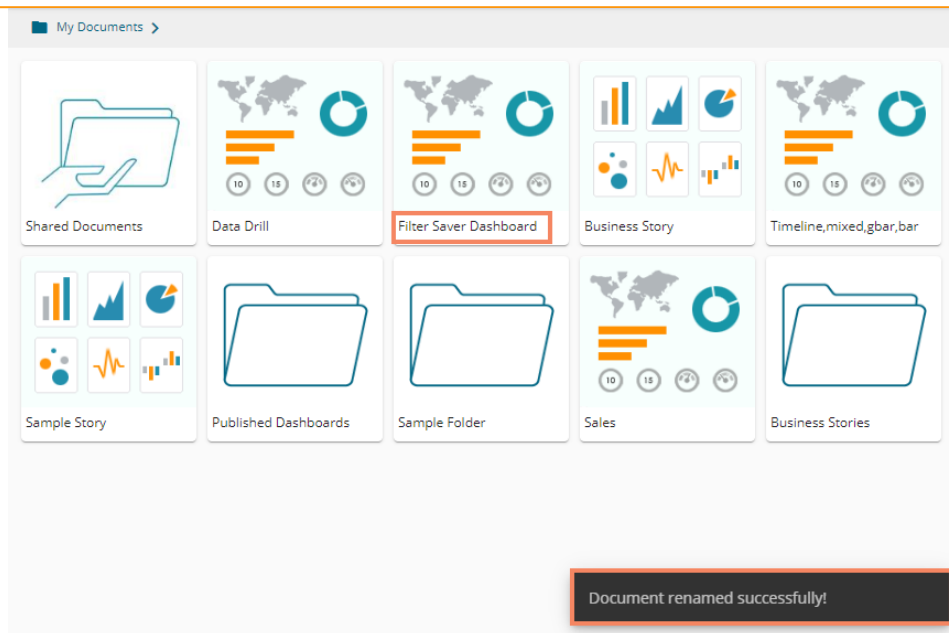 My Documents
Shared Documents
10 15
Data Drill
10 15
Filter Saver Dashboard
Business Story
10 15
Timeline,mixed,gbar,bar
Sample Story
Published Dashboards
Sample Folder
10 15
Sales
Business Stories
Document renamed successfully!